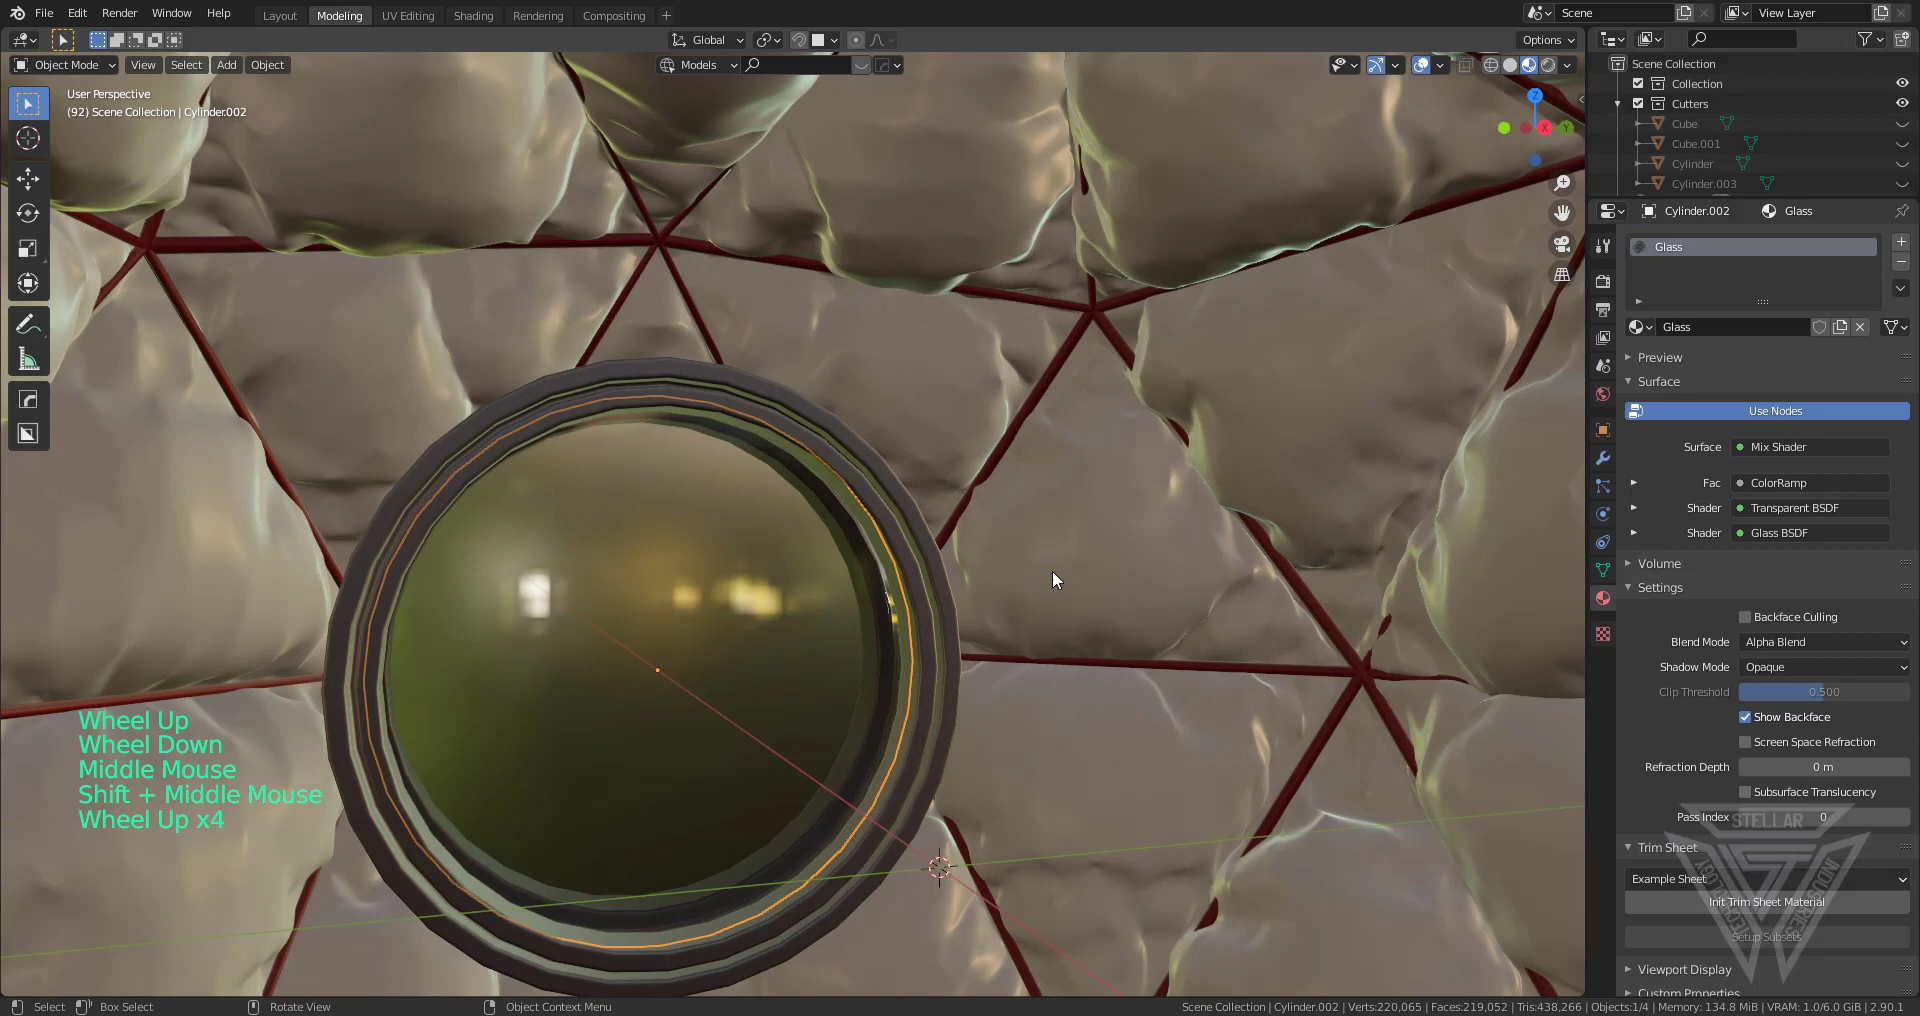 File Edit Render Window Help Layout Modeling UV Editing Shading Rendering Compositing + Scene View Layer
Global Options
Object Mode View Select Add Object Models
User Perspective
(92) Scene Collection | Cylinder.002
Z
X Y
Wheel Up
Wheel Down
Middle Mouse
Shift + Middle Mouse
Wheel Up x4
Scene Collection
Collection
Cutters
Cube
Cube.001
Cylinder
Cylinder.003
Cylinder.002 Glass
Glass
Glass
Preview
Surface
Use Nodes
Surface Mix Shader
Fac ColorRamp
Shader Transparent BSDF
Shader Glass BSDF
Volume
Settings
Backface Culling
Blend Mode Alpha Blend
Shadow Mode Opaque
Clip Threshold 0.500
Show Backface
Screen Space Refraction
Refraction Depth 0 m
Subsurface Translucency
Pass Index 0
STELLAR
Trim Sheet
Example Sheet
Init Trim Sheet Material
Setup Subsets
Viewport Display
Custom Properties
Select Box Select Rotate View Object Context Menu Scene Collection | Cylinder.002 | Verts:220,065 | Faces:219,052 | Tris:438,266 | Objects:1/4 | Memory: 134.8 MiB | VRAM: 1.0/6.0 GiB | 2.90.1